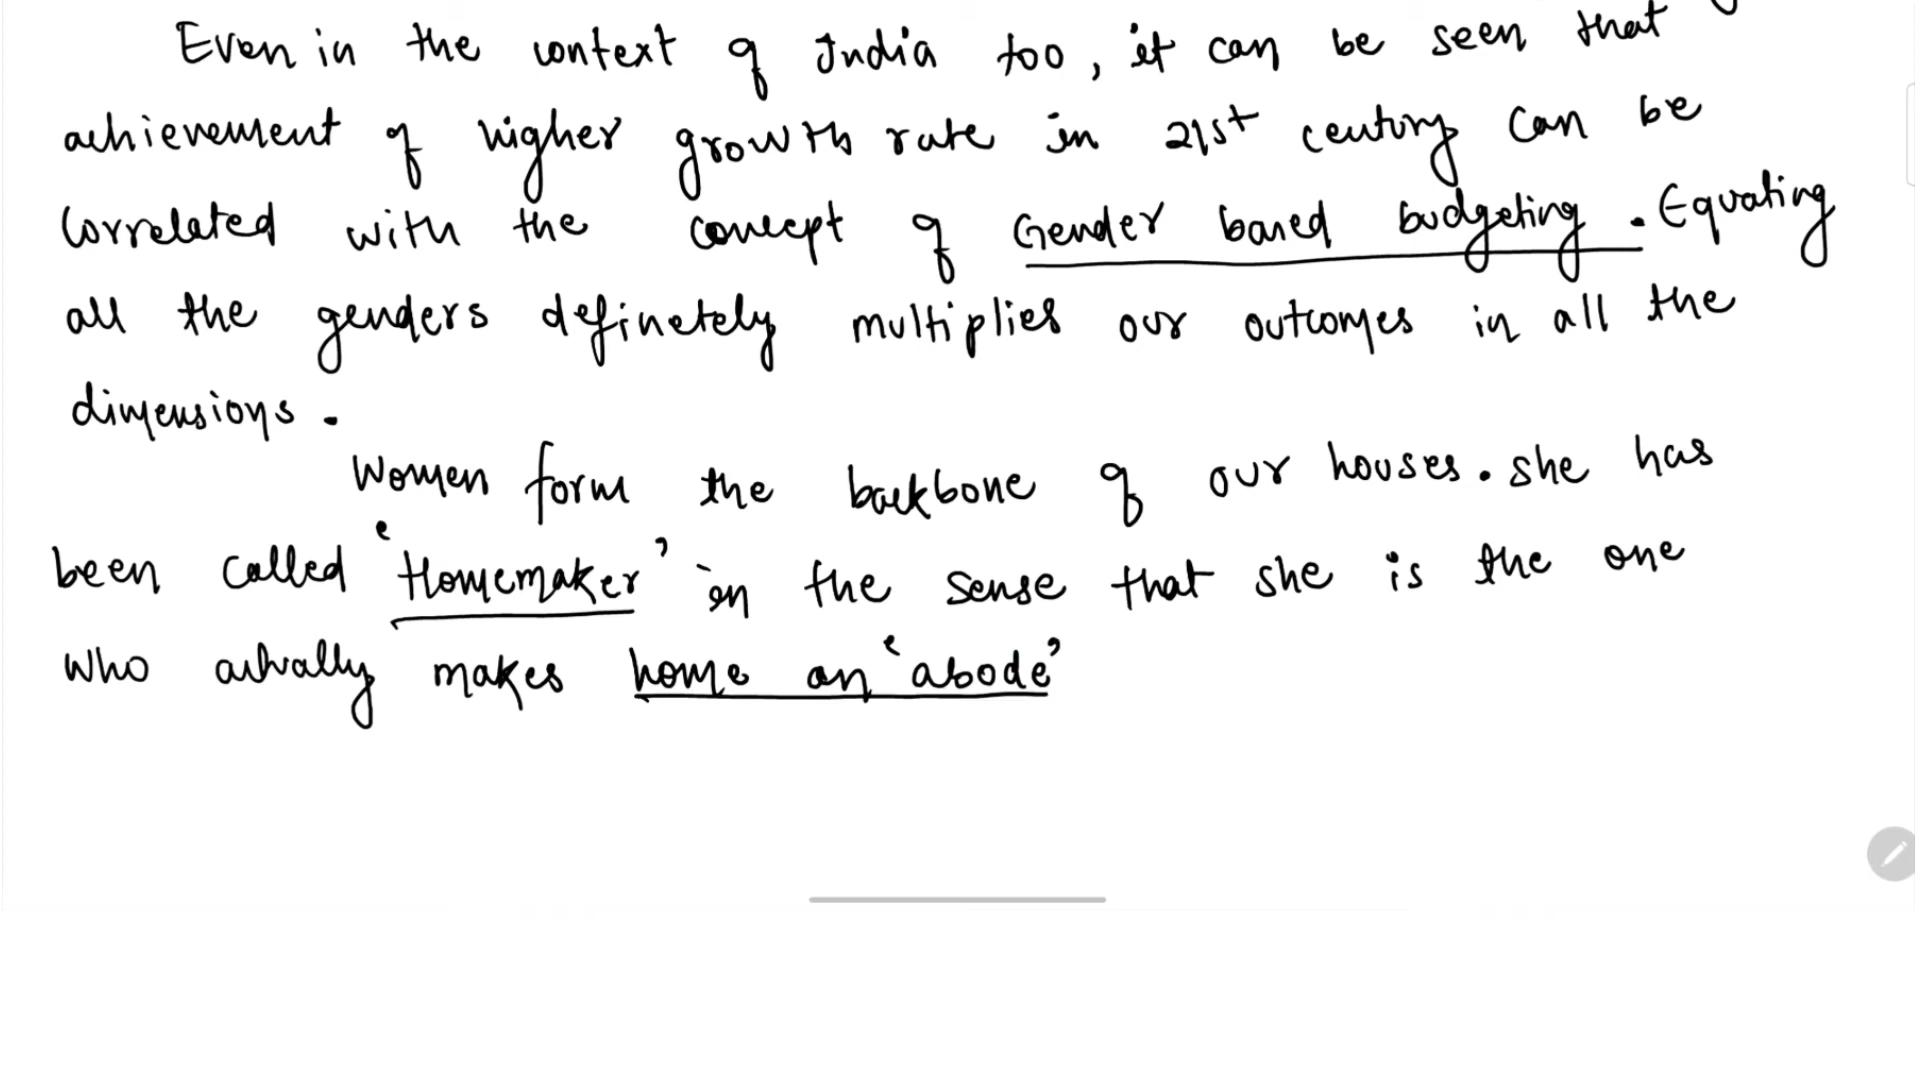 Even in the context of India too, it can be seen that
achievement of higher growth rate in 21st century can be
correlated with the concept of Gender based budgeting. Equating
all the genders definetely multiplies our outcomes in all the
dimensions.
Women form the backbone of our houses. she has
been called 'Homemaker' in the sense that she is the one
who actually makes home an 'abode'